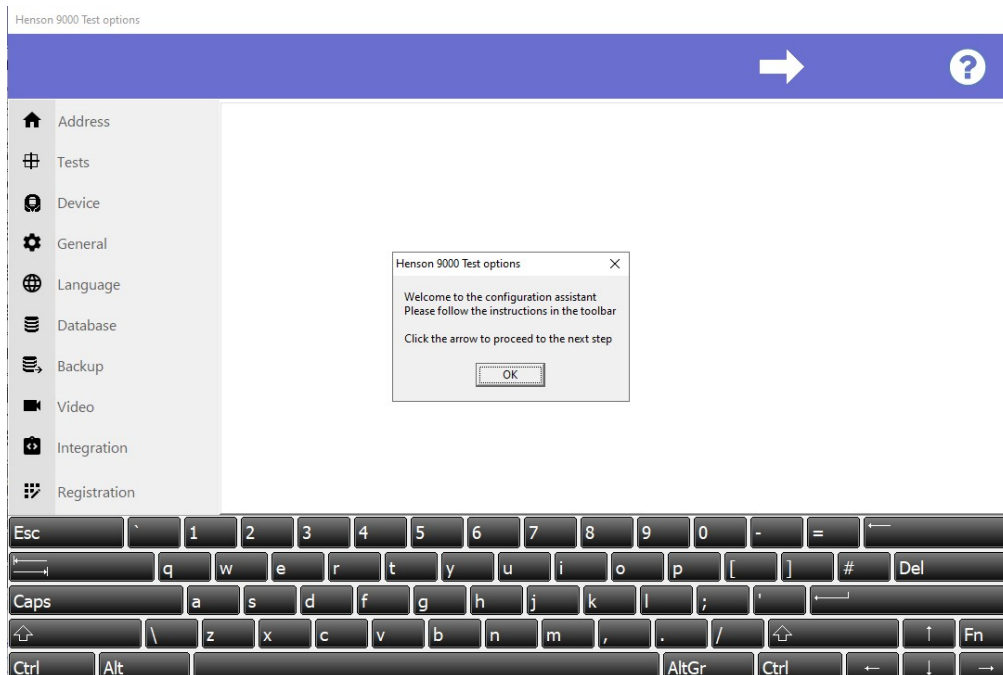 Henson 9000 Test options
?
Address
Tests
Device
General
Language
Database
Backup
Video
Integration
Registration
Henson 9000 Test options
Welcome to the configuration assistant
Please follow the instructions in the toolbar
Click the arrow to proceed to the next step
OK
Esc ` 1 2 3 4 5 6 7 8 9 0 - =
q w e r t y u i o p [ ] # Del
Caps a s d f g h j k l ; '
\ z x c v b n m , . / Fn
Ctrl Alt AltGr Ctrl